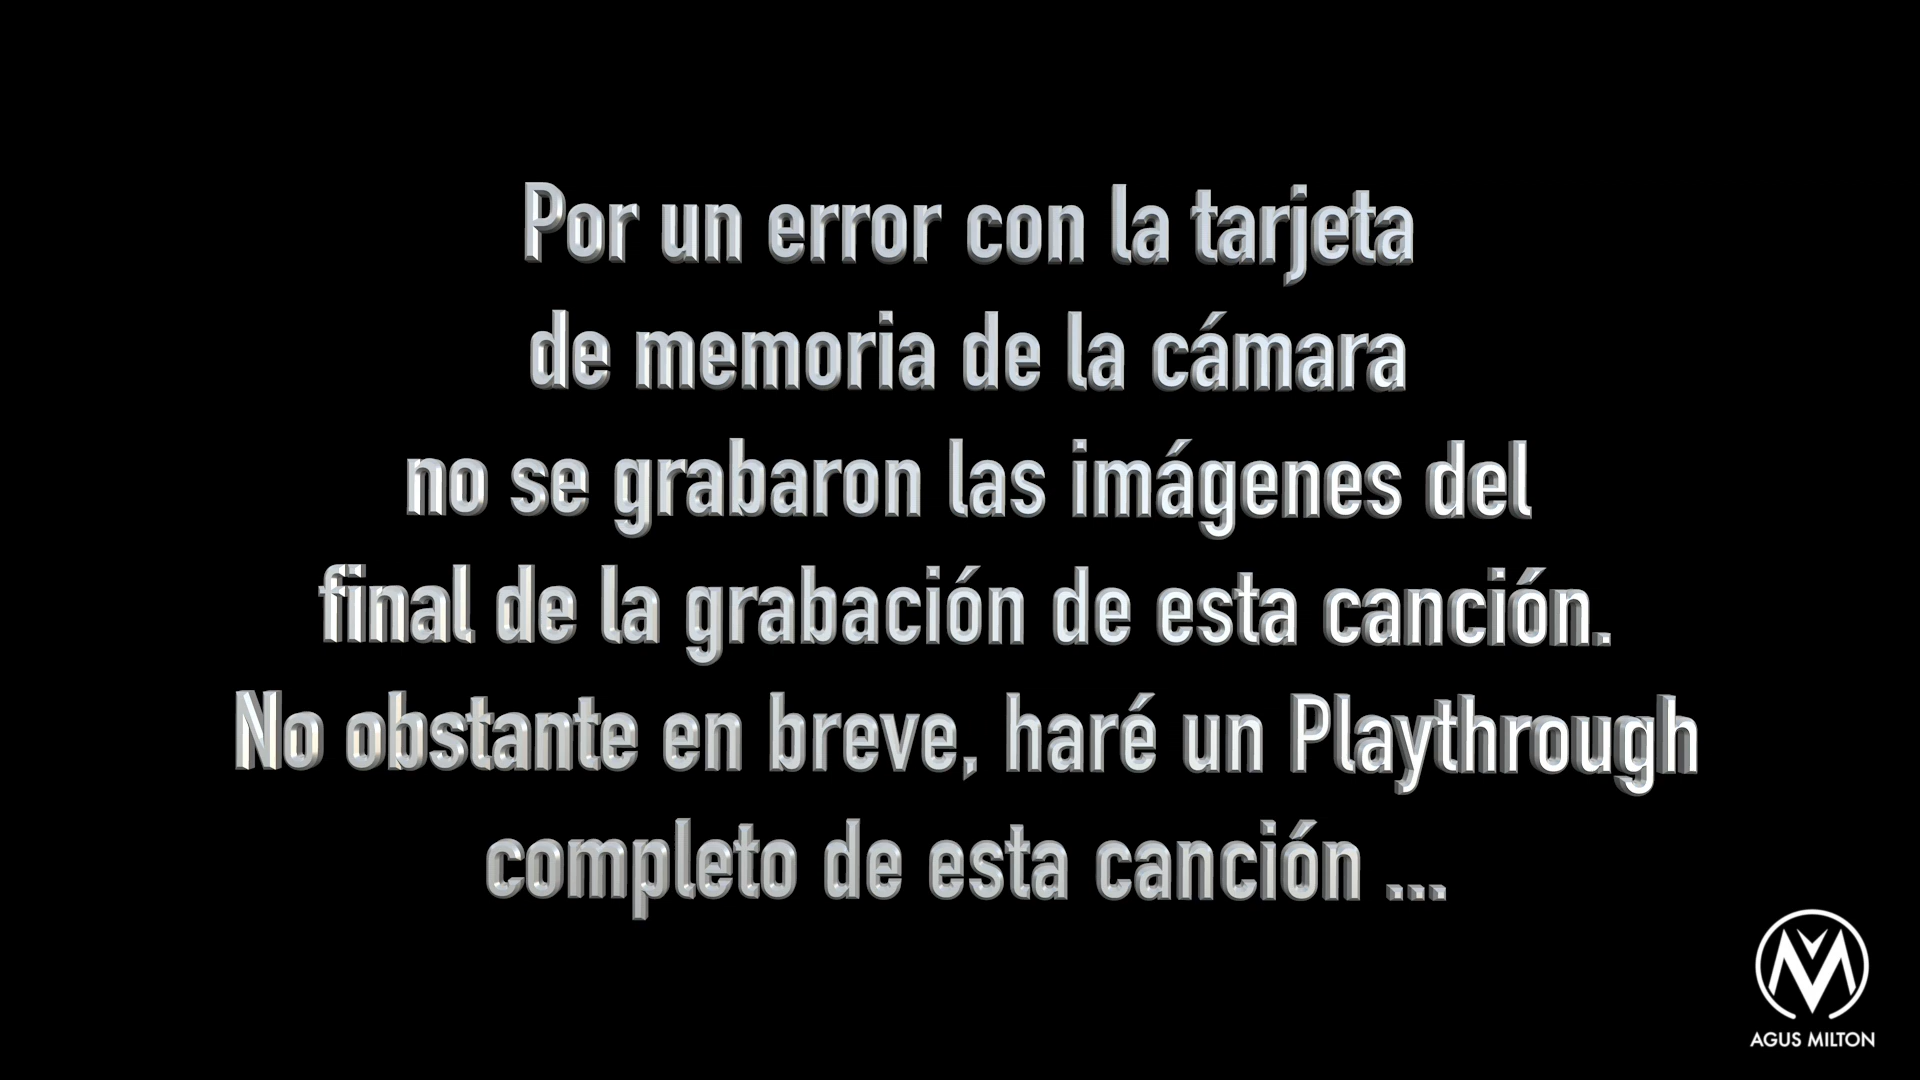 Por un error con la tarjeta
de memoria de la cámara
no se grabaron las imágenes del
final de la grabación de esta canción.
No obstante en breve, haré un Playthrough
completo de esta canción ...
AGUS MILTON